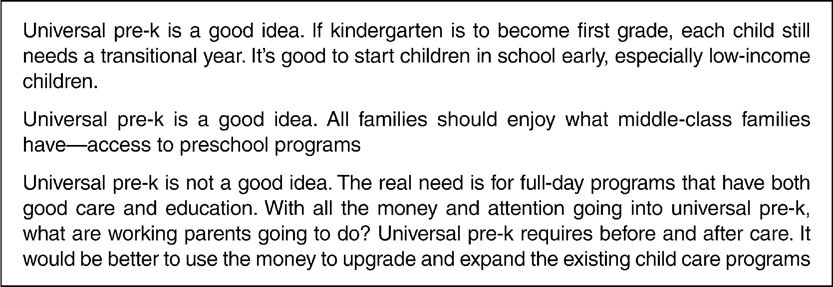 Universal pre-k is a good idea. If kindergarten is to become first grade, each child still
needs a transitional year. It's good to start children in school early, especially low-income
children.
Universal pre-k is a good idea. All families should enjoy what middle-class families
have—access to preschool programs
Universal pre-k is not a good idea. The real need is for full-day programs that have both
good care and education. With all the money and attention going into universal pre-k,
what are working parents going to do? Universal pre-k requires before and after care. It
would be better to use the money to upgrade and expand the existing child care programs